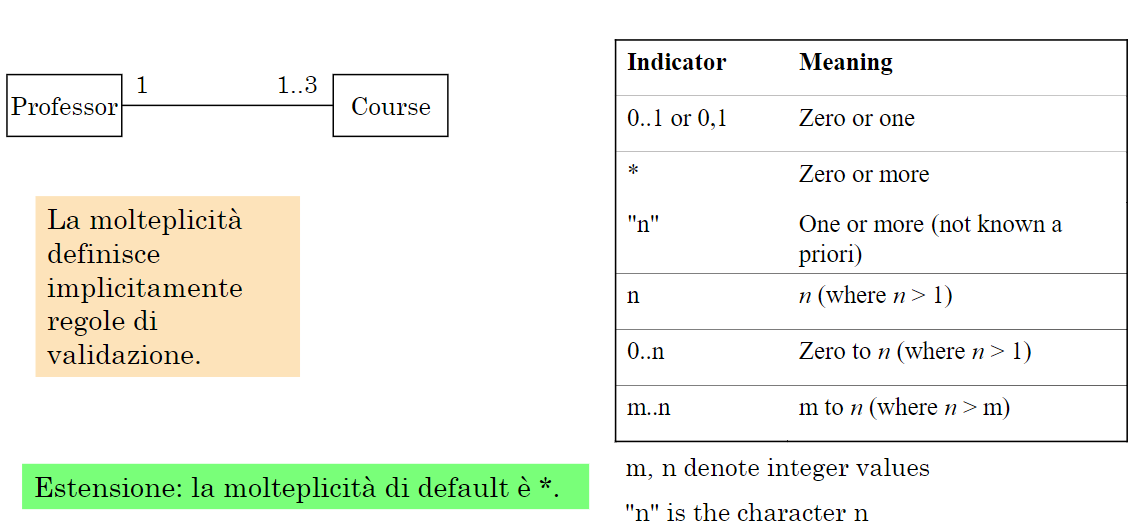 1
1..3
Professor
Course
La molteplicità
definisce
implicitamente
regole di
validazione.
Estensione: la molteplicità di default è *.
Indicator Meaning
0..1 or 0,1 Zero or one
* Zero or more
"n" One or more (not known a
priori)
n n (where n > 1)
0..n Zero to n (where n > 1)
m..n m to n (where n > m)
m, n denote integer values
"n" is the character n